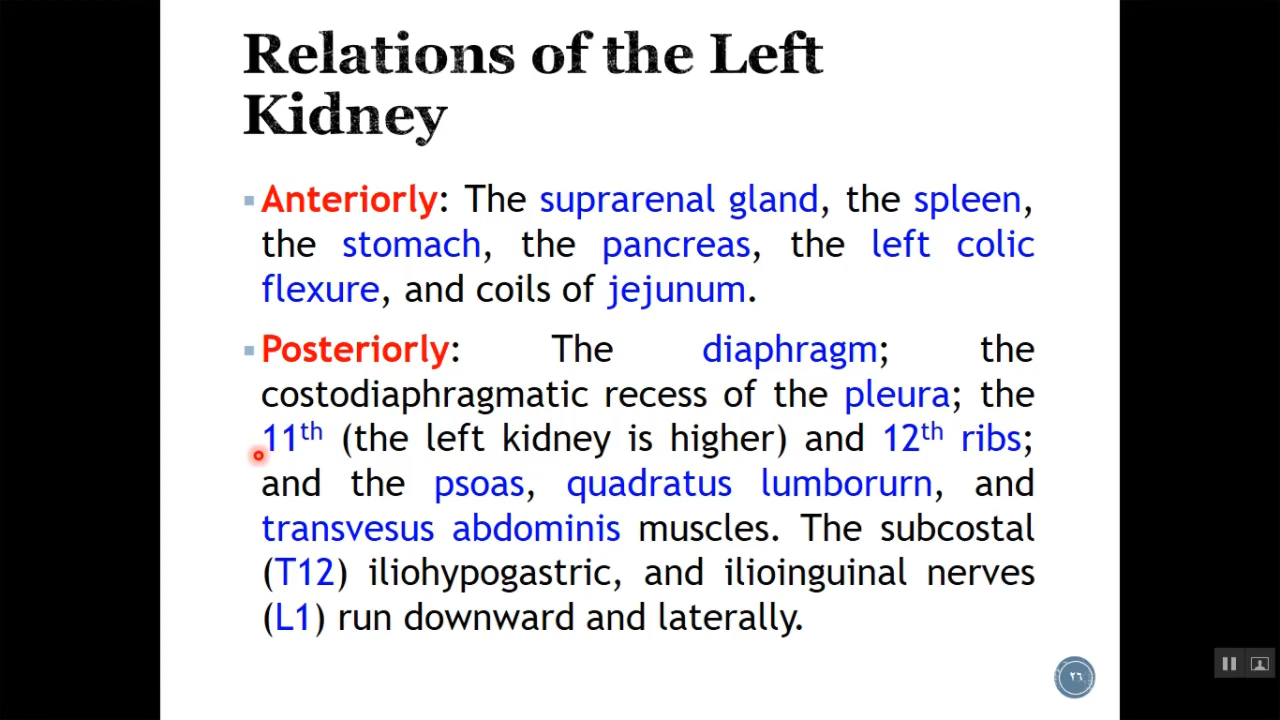 Relations of the Left
Kidney
Anteriorly: The suprarenal gland, the spleen,
the stomach, the pancreas, the left colic
flexure, and coils of jejunum.
Posteriorly: The diaphragm; the
costodiaphragmatic recess of the pleura; the
11th (the left kidney is higher) and 12th ribs;
and the psoas, quadratus lumborurn, and
transvesus abdominis muscles. The subcostal
(T12) iliohypogastric, and ilioinguinal nerves
(L1) run downward and laterally.
٢٦